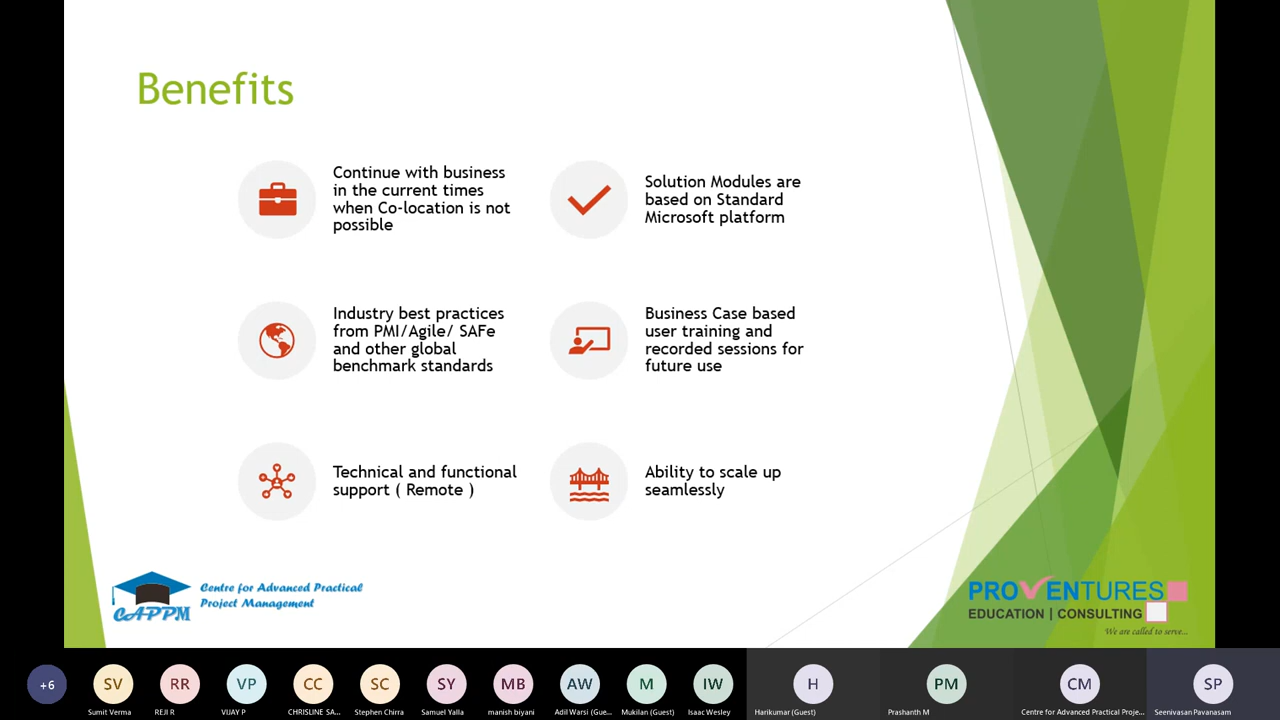 Benefits
Continue with business
in the current times
when Co-location is not
possible
Solution Modules are
based on Standard
Microsoft platform
Industry best practices
from PMI/Agile/ SAFe
and other global
benchmark standards
Business Case based
user training and
recorded sessions for
future use
Technical and functional
support ( Remote )
Ability to scale up
seamlessly
CAPPM
Centre for Advanced Practical
Project Management
PROVENTURES
EDUCATION | CONSULTING
We are called to serve...
+6
SV
RR
VP
CC
SC
SY
MB
AW
M
IW
H
PM
CM
SP
Sumit Verma
REJI R
VIJAY P
CHRISLINE SA...
Stephen Chirra
Samuel Yalla
manish biyani
Adil Warsi (Gue...
Mukilan (Guest)
Isaac Wesley
Harikumar (Guest)
Prashanth M
Centre for Advanced Practical Proje...
Seenivasan Pavanasam